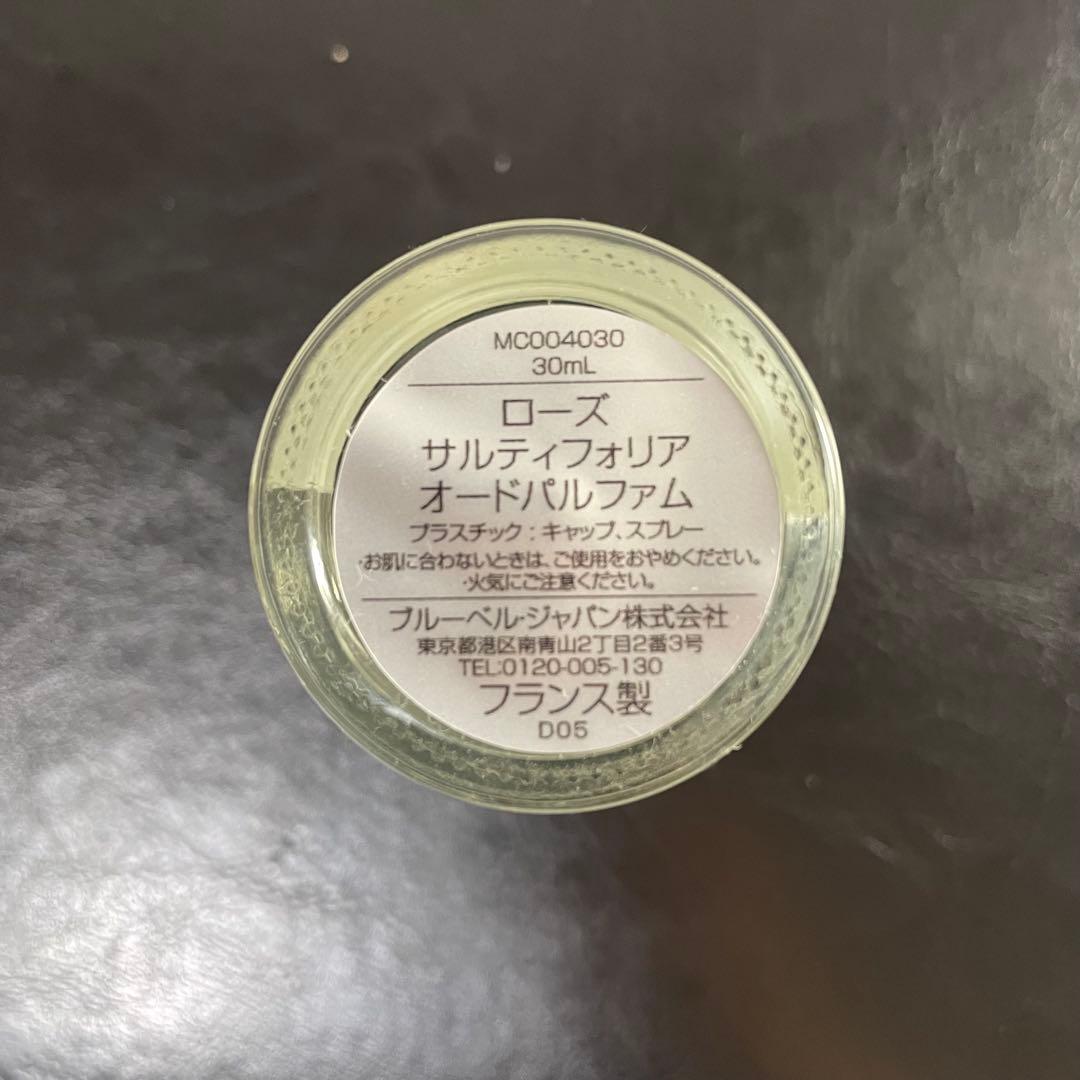 MC004030
30mL
ローズ
サルティフォリア
オードパルファム
プラスチック：キャップ、スプレー
・お肌に合わないときは、ご使用をおやめください。
・火気にご注意ください。
ブルーベル・ジャパン株式会社
東京都港区南青山2丁目2番3号
TEL:0120-005-130
フランス製
D05